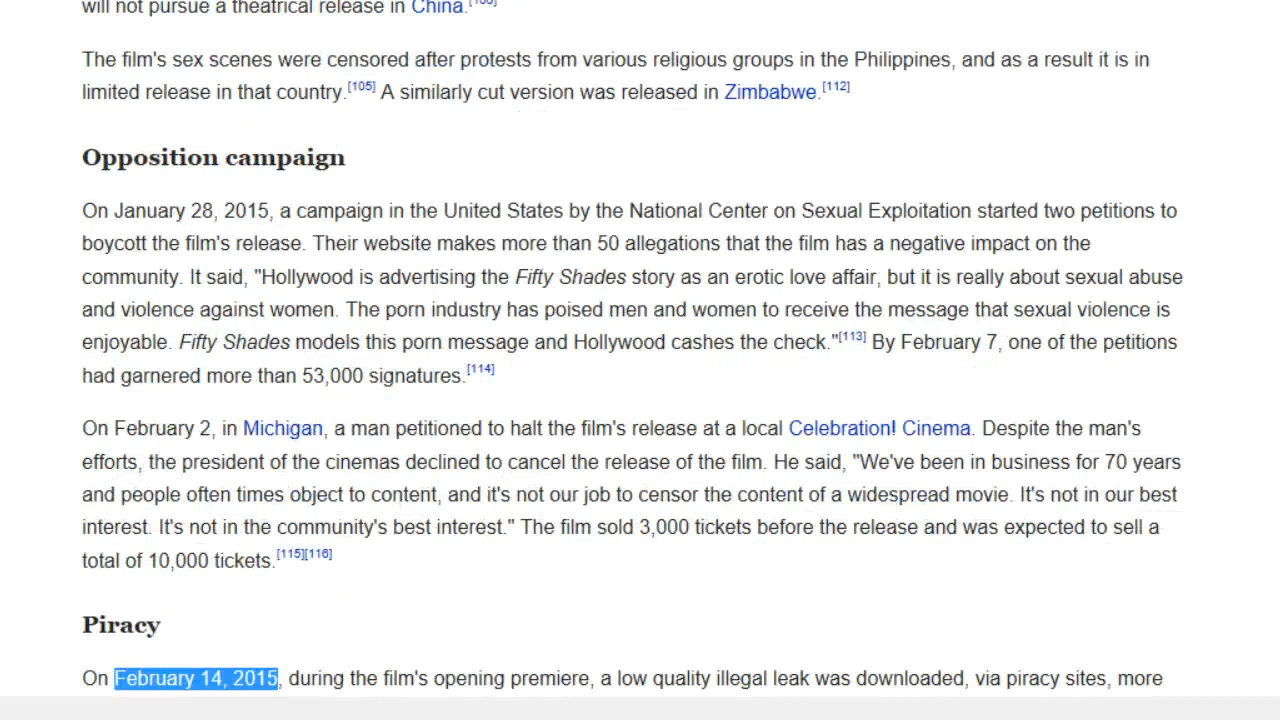 will not pursue a theatrical release in China.[106]
The film's sex scenes were censored after protests from various religious groups in the Philippines, and as a result it is in
limited release in that country.[105] A similarly cut version was released in Zimbabwe.[112]
Opposition campaign
On January 28, 2015, a campaign in the United States by the National Center on Sexual Exploitation started two petitions to
boycott the film's release. Their website makes more than 50 allegations that the film has a negative impact on the
community. It said, "Hollywood is advertising the Fifty Shades story as an erotic love affair, but it is really about sexual abuse
and violence against women. The porn industry has poised men and women to receive the message that sexual violence is
enjoyable. Fifty Shades models this porn message and Hollywood cashes the check."[113] By February 7, one of the petitions
had garnered more than 53,000 signatures.[114]
On February 2, in Michigan, a man petitioned to halt the film's release at a local Celebration! Cinema. Despite the man's
efforts, the president of the cinemas declined to cancel the release of the film. He said, "We've been in business for 70 years
and people often times object to content, and it's not our job to censor the content of a widespread movie. It's not in our best
interest. It's not in the community's best interest." The film sold 3,000 tickets before the release and was expected to sell a
total of 10,000 tickets.[115][116]
Piracy
On February 14, 2015, during the film's opening premiere, a low quality illegal leak was downloaded, via piracy sites, more